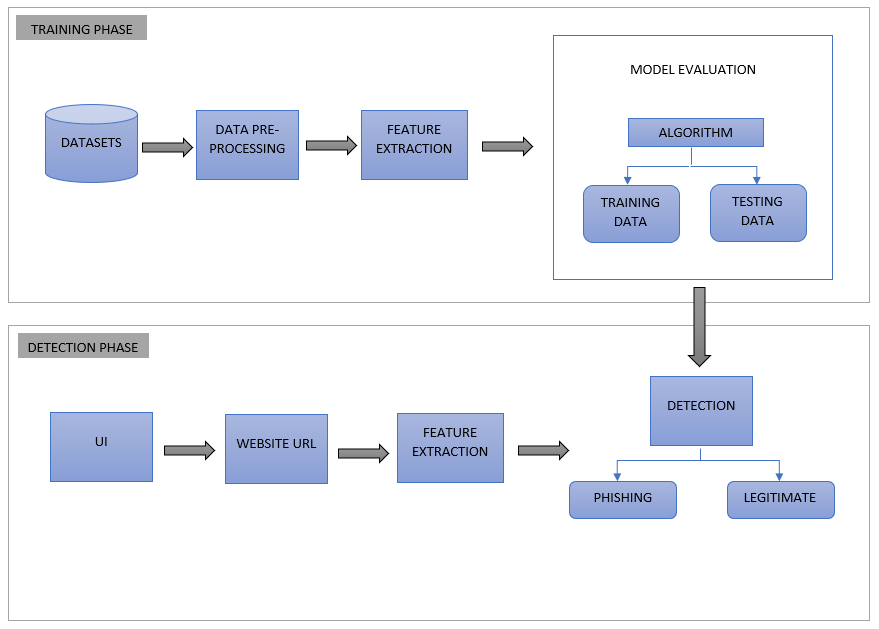 TRAINING PHASE
MODEL EVALUATION
DATASETS
DATA PRE-
PROCESSING
FEATURE
EXTRACTION
ALGORITHM
TRAINING
DATA
TESTING
DATA
DETECTION PHASE
UI
WEBSITE URL
FEATURE
EXTRACTION
DETECTION
PHISHING
LEGITIMATE